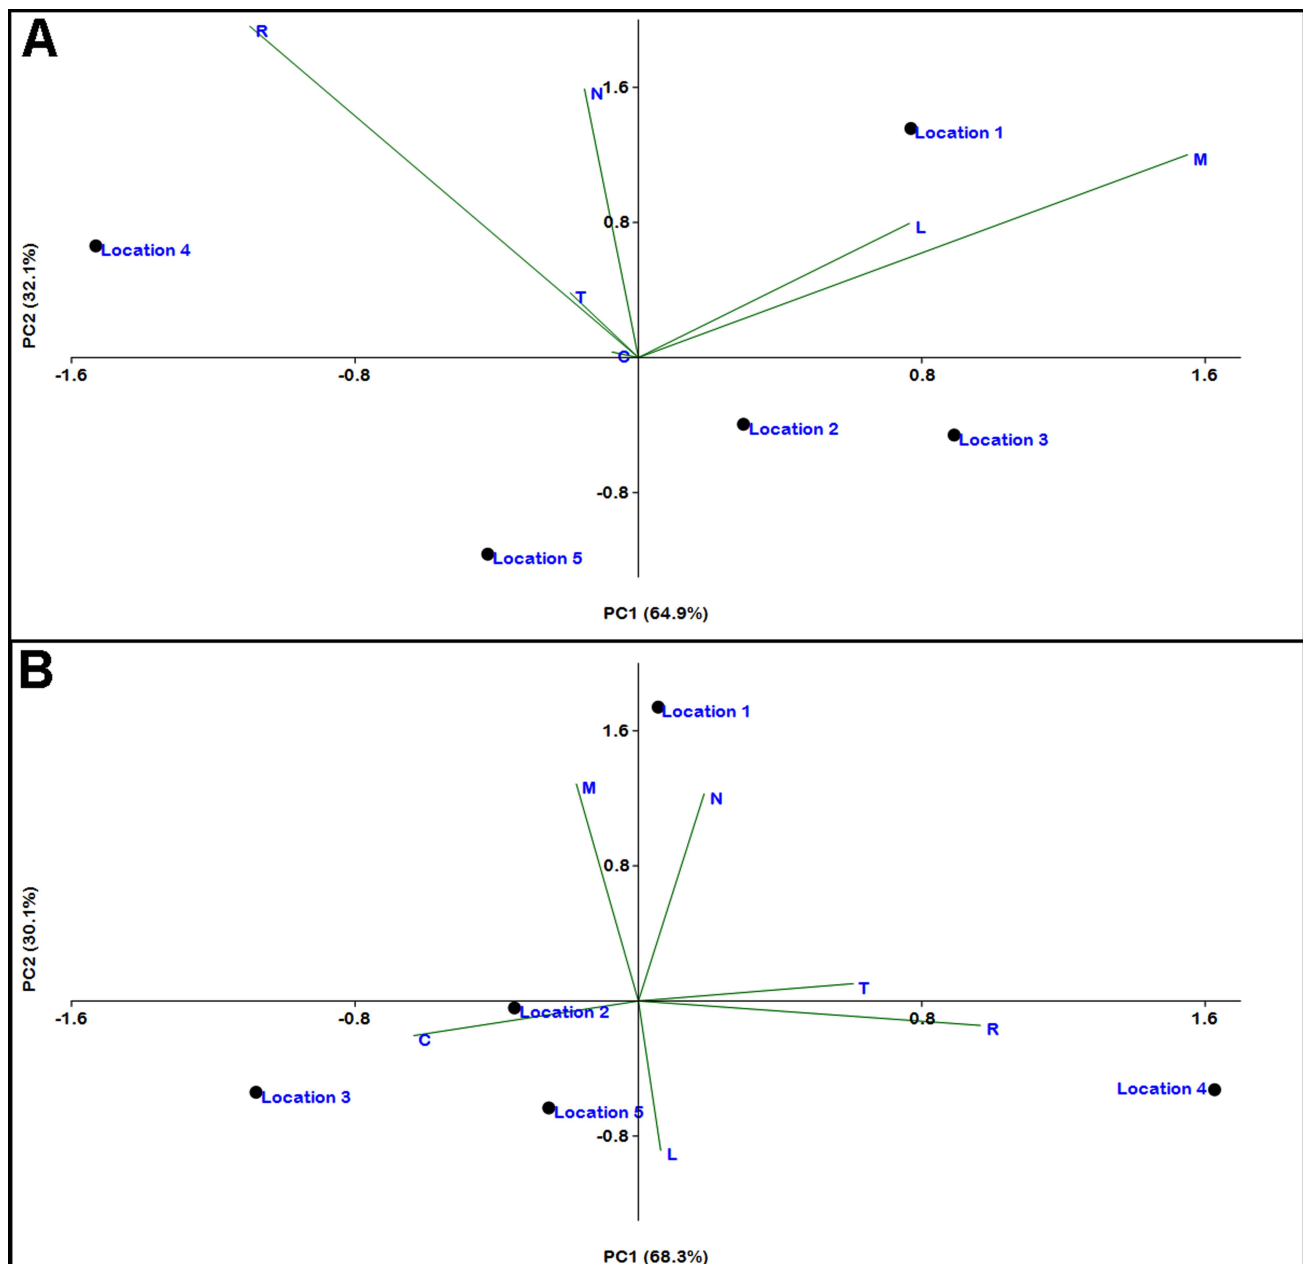 A
R
N
1.6
Location 1
M
0.8
L
Location 4
PC2 (32.1%)
T
C
-1.6
-0.8
0.8
1.6
Location 2
Location 3
-0.8
Location 5
PC1 (64.9%)
B
Location 1
1.6
M
N
0.8
PC2 (30.1%)
T
-1.6
-0.8
Location 2
0.8
1.6
R
C
Location 3
Location 5
Location 4
-0.8
L
PC1 (68.3%)